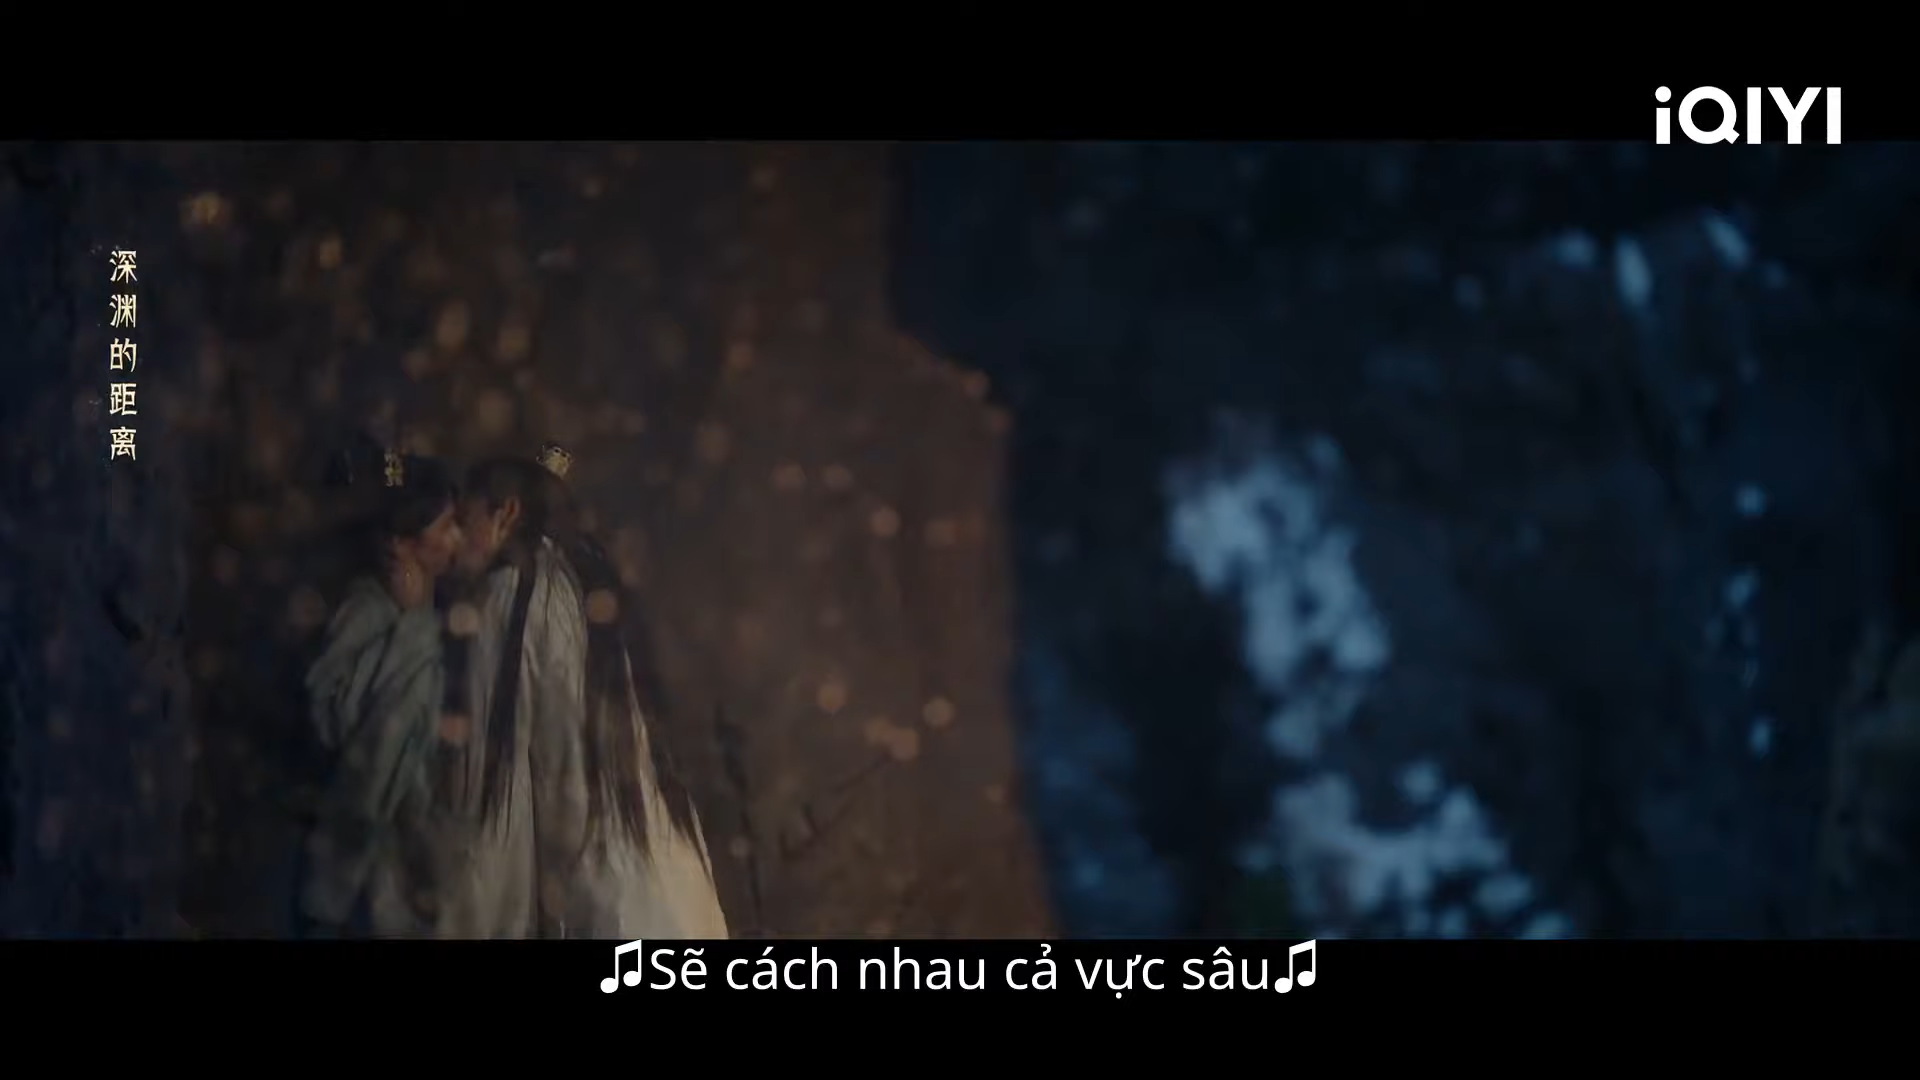 iQIYI
深渊的距离
♫Sẽ cách nhau cả vực sâu♫